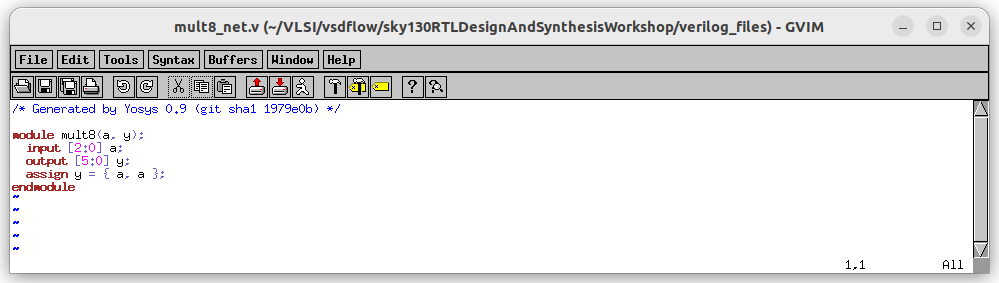 mult8_net.v (~/VLSI/vsdflow/sky130RTLDesignAndSynthesisWorkshop/verilog_files) - GVIM
File Edit Tools Syntax Buffers Window Help
/* Generated by Yosys 0.9 (git sha1 1979e0b) */
module mult8(a, y);
input [2:0] a;
output [5:0] y;
assign y = { a, a };
endmodule
~
~
~
~
~
1,1 All